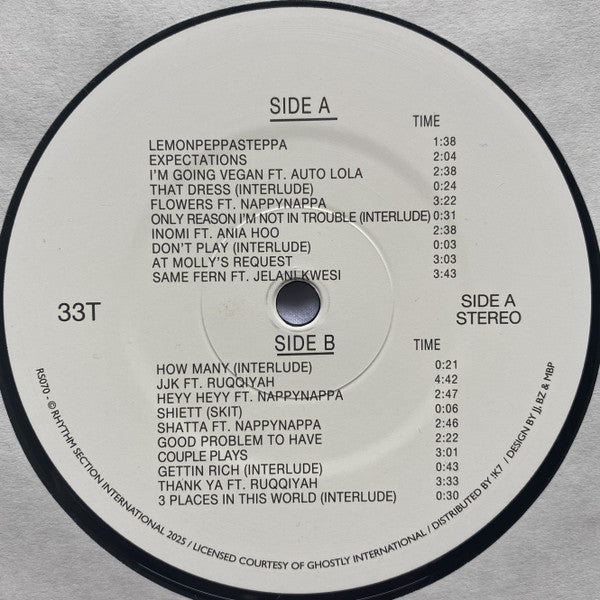 SIDE A
TIME
LEMONPEPPASTEPPA 1:38
EXPECTATIONS 2:04
I'M GOING VEGAN FT. AUTO LOLA 2:38
THAT DRESS (INTERLUDE) 0:24
FLOWERS FT. NAPPYNAPPA 3:22
ONLY REASON I'M NOT IN TROUBLE (INTERLUDE) 0:31
INOMI FT. ANIA HOO 2:38
DON'T PLAY (INTERLUDE) 0:03
AT MOLLY'S REQUEST 3:03
SAME FERN FT. JELANI KWESI 3:43
33T
SIDE A
STEREO
SIDE B
TIME
HOW MANY (INTERLUDE) 0:21
JJK FT. RUQQIYAH 4:42
HEYY HEYY FT. NAPPYNAPPA 2:47
SHIETT (SKIT) 0:06
SHATTA FT. NAPPYNAPPA 2:46
GOOD PROBLEM TO HAVE 2:22
COUPLE PLAYS 3:01
GETTIN RICH (INTERLUDE) 0:43
THANK YA FT. RUQQIYAH 3:33
3 PLACES IN THIS WORLD (INTERLUDE) 0:30
RS070 - © RHYTHM SECTION INTERNATIONAL 2025 / LICENSED COURTESY OF GHOSTLY INTERNATIONAL / DISTRIBUTED BY !K7 / DESIGN BY JJ, BZ & MBP